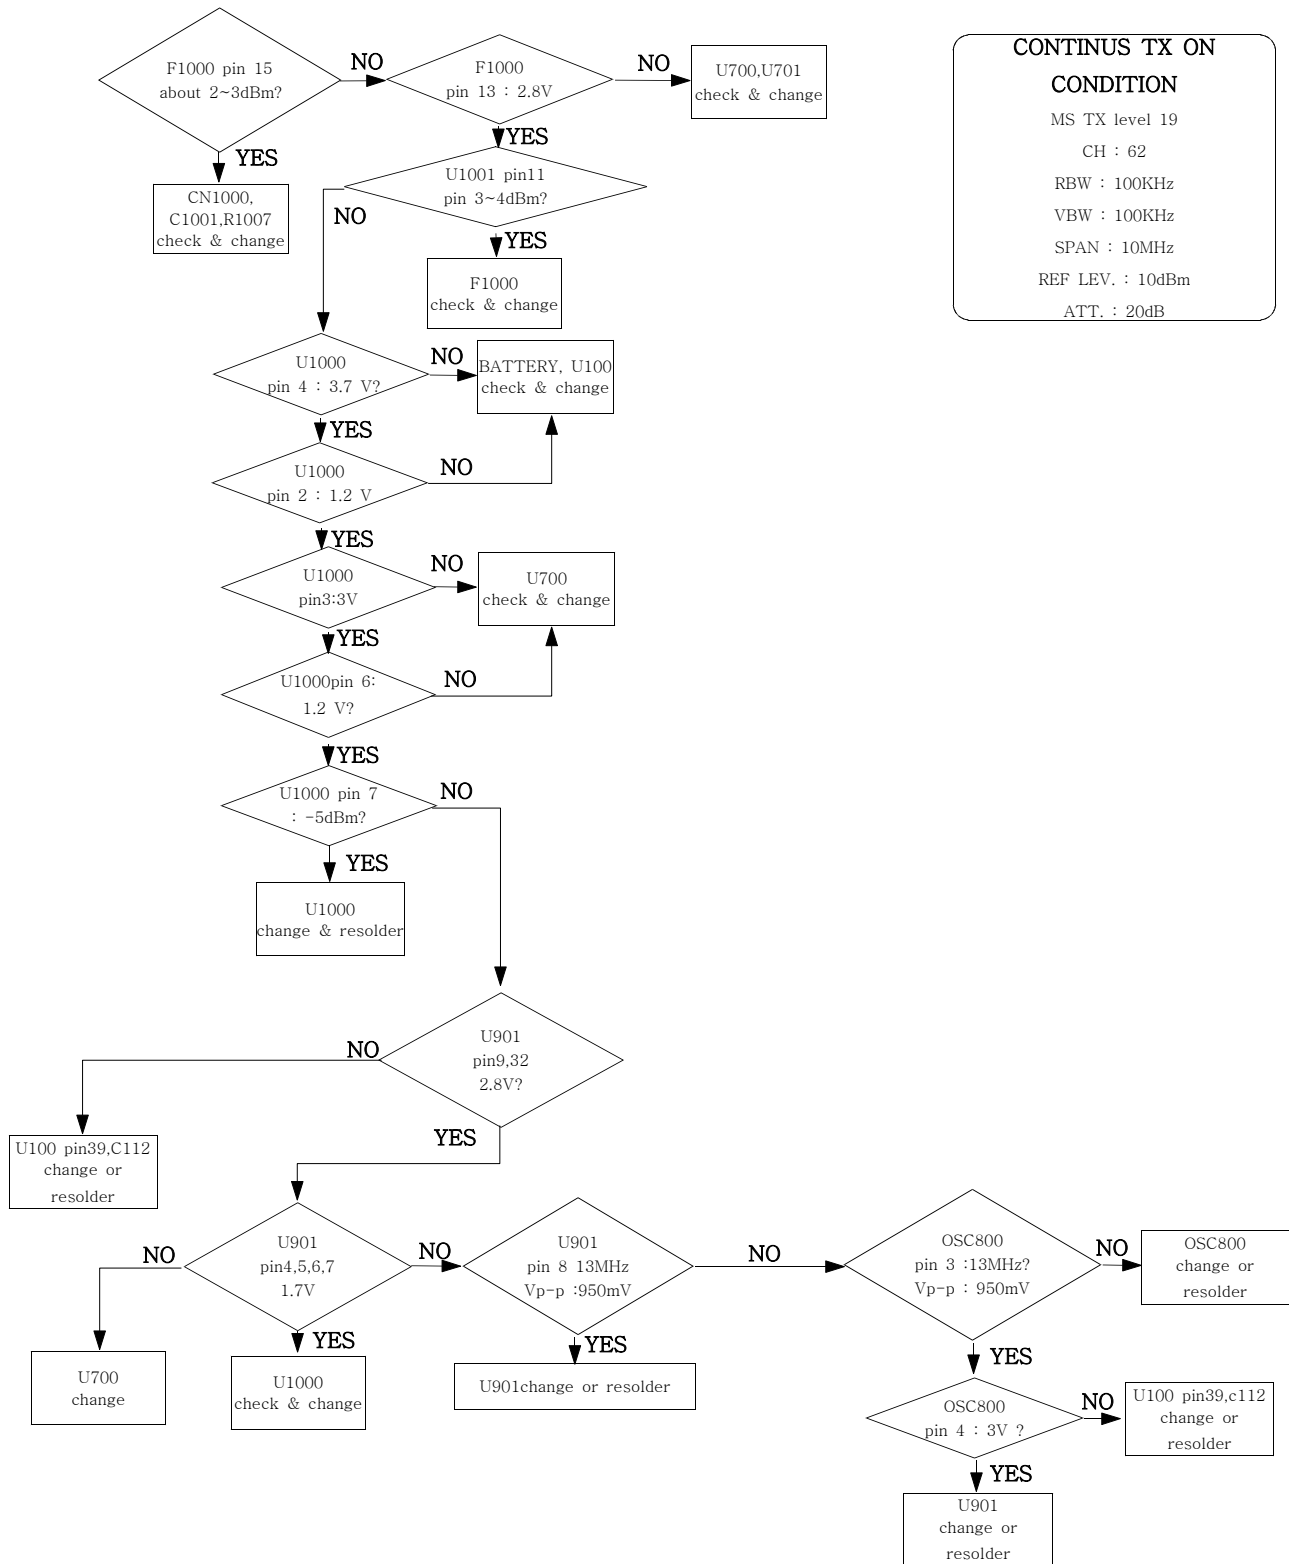 F1000 pin 15
about 2~3dBm?
NO
F1000
pin 13 : 2.8V
NO
U700,U701
check & change
CONTINUS TX ON
CONDITION
MS TX level 19
CH : 62
RBW : 100KHz
VBW : 100KHz
SPAN : 10MHz
REF LEV. : 10dBm
ATT. : 20dB
YES
YES
CN1000,
C1001,R1007
check & change
U1001 pin11
pin 3~4dBm?
NO
YES
F1000
check & change
U1000
pin 4 : 3.7 V?
NO
BATTERY, U100
check & change
YES
U1000
pin 2 : 1.2 V
NO
YES
U1000
pin3:3V
NO
U700
check & change
YES
U1000pin 6:
1.2 V?
NO
YES
U1000 pin 7
: -5dBm?
NO
YES
U1000
change & resolder
U901
pin9,32
2.8V?
NO
YES
U100 pin39,C112
change or
resolder
U901
pin4,5,6,7
1.7V
NO
NO
U901
pin 8 13MHz
Vp-p :950mV
NO
OSC800
pin 3 :13MHz?
Vp-p : 950mV
NO
OSC800
change or
resolder
YES
YES
YES
U700
change
U1000
check & change
U901change or resolder
OSC800
pin 4 : 3V ?
NO
U100 pin39,c112
change or
resolder
YES
U901
change or
resolder